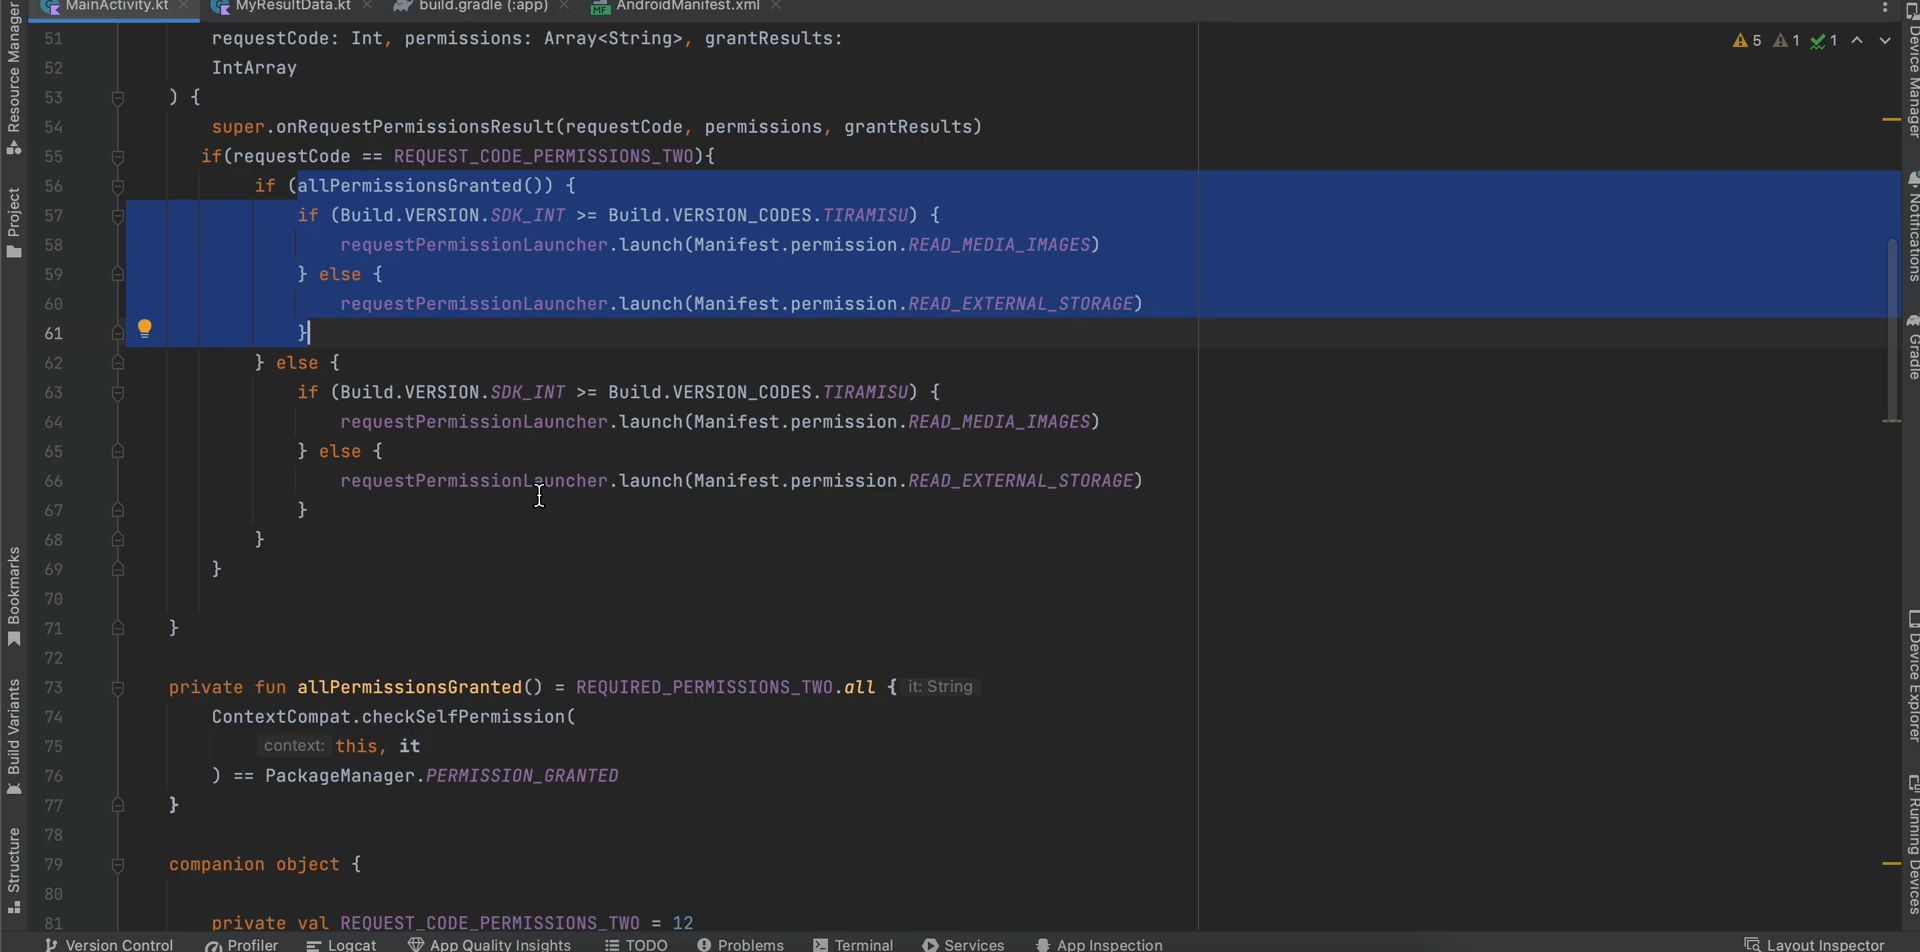 MainActivity.kt MyResultData.kt build.gradle (:app) MF AndroidManifest.xml
51 requestCode: Int, permissions: Array<String>, grantResults:
5 1 1
52 IntArray
53 ) {
54 super.onRequestPermissionsResult(requestCode, permissions, grantResults)
55 if(requestCode == REQUEST_CODE_PERMISSIONS_TWO){
56 if (allPermissionsGranted()) {
57 if (Build.VERSION.SDK_INT >= Build.VERSION_CODES.TIRAMISU) {
58 requestPermissionLauncher.launch(Manifest.permission.READ_MEDIA_IMAGES)
59 } else {
60 requestPermissionLauncher.launch(Manifest.permission.READ_EXTERNAL_STORAGE)
61 }
62 } else {
63 if (Build.VERSION.SDK_INT >= Build.VERSION_CODES.TIRAMISU) {
64 requestPermissionLauncher.launch(Manifest.permission.READ_MEDIA_IMAGES)
65 } else {
66 requestPermissionLauncher.launch(Manifest.permission.READ_EXTERNAL_STORAGE)
67 }
68 }
69 }
70
71 }
72
73 private fun allPermissionsGranted() = REQUIRED_PERMISSIONS_TWO.all { it: String
74 ContextCompat.checkSelfPermission(
75 context: this, it
76 ) == PackageManager.PERMISSION_GRANTED
77 }
78
79 companion object {
80
81 private val REQUEST_CODE_PERMISSIONS_TWO = 12
Resource Manager
Project
Bookmarks
Build Variants
Structure
Device Manager
Notifications
Gradle
Device Explorer
Running Devices
Version Control Profiler Logcat App Quality Insights TODO Problems Terminal Services App Inspection Layout Inspector